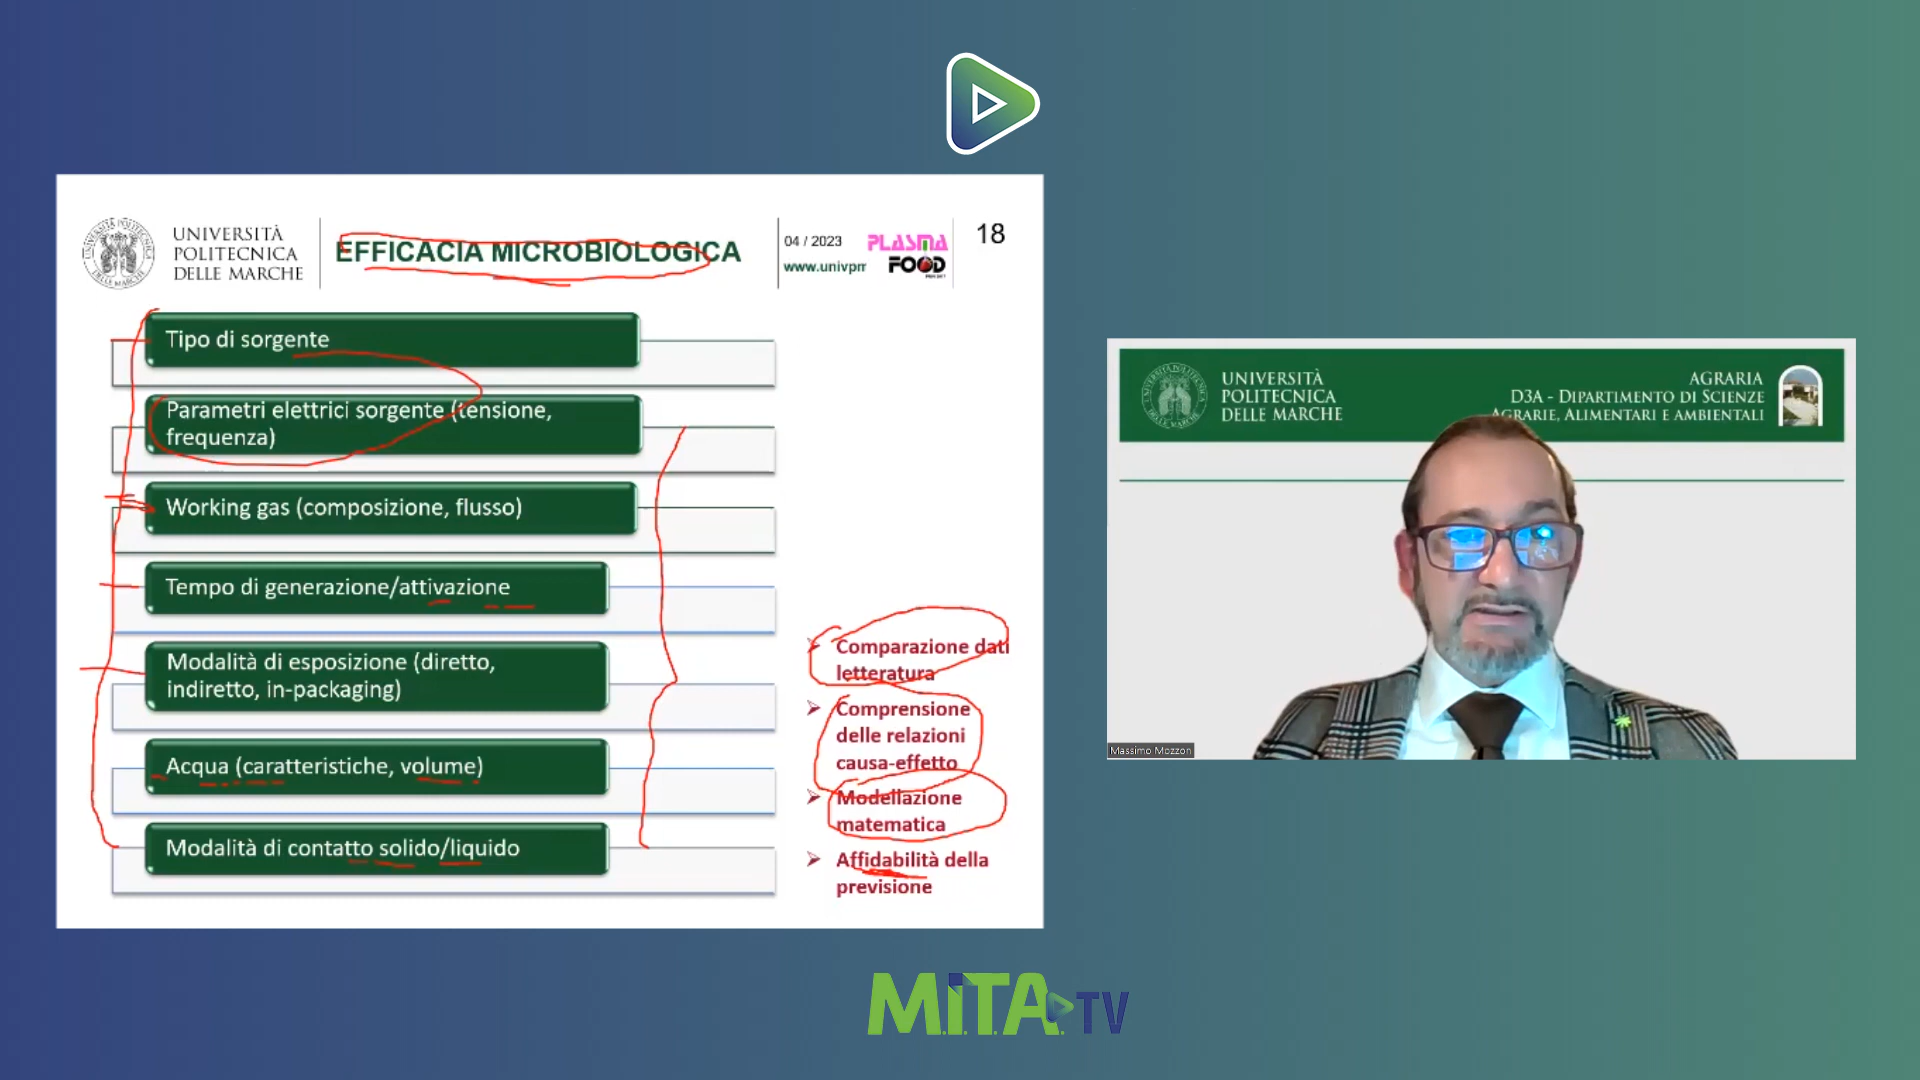 UNIVERSITÀ
POLITECNICA
DELLE MARCHE
EFFICACIA MICROBIOLOGICA
04 / 2023
www.univpm
PLASMA
FOOD
18
Tipo di sorgente
Parametri elettrici sorgente (tensione,
frequenza)
Working gas (composizione, flusso)
Tempo di generazione/attivazione
Modalità di esposizione (diretto,
indiretto, in-packaging)
Acqua (caratteristiche, volume)
Modalità di contatto solido/liquido
Comparazione dati
letteratura
Comprensione
delle relazioni
causa-effetto
Modellazione
matematica
Affidabilità della
previsione
UNIVERSITÀ
POLITECNICA
DELLE MARCHE
AGRARIA
D3A - DIPARTIMENTO DI SCIENZE
AGRARIE, ALIMENTARI E AMBIENTALI
Massimo Mozzon
M.I.T.A. TV